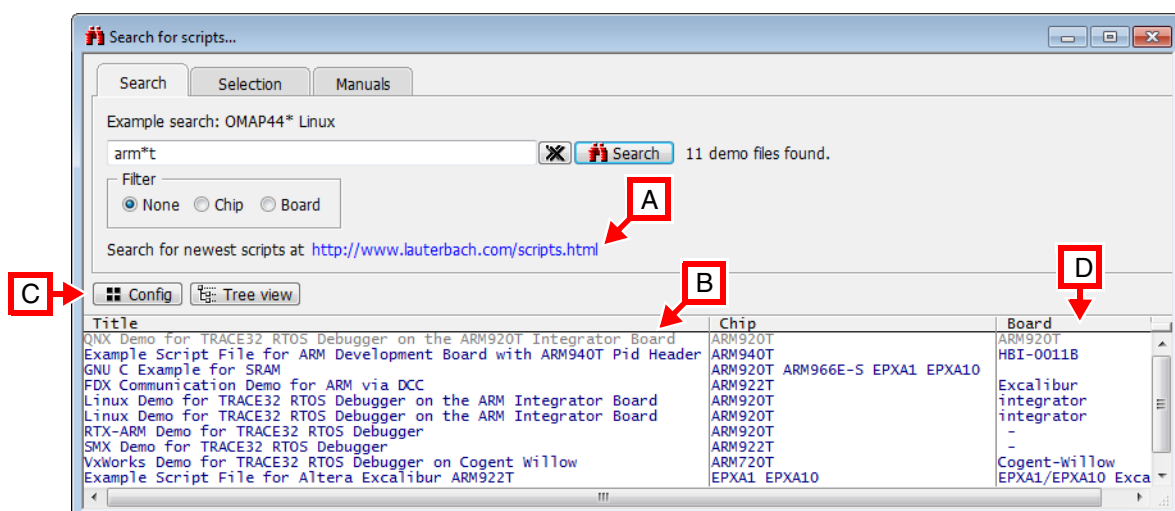 Search for scripts...
Search Selection Manuals
Example search: OMAP44* Linux
arm*t Search 11 demo files found.
Filter
None Chip Board
A
Search for newest scripts at http://www.lauterbach.com/scripts.html
B
D
C
Config Tree view
Title Chip Board
QNX Demo for TRACE32 RTOS Debugger on the ARM920T Integrator Board ARM920T ARM920T
Example Script File for ARM Development Board with ARM940T Pid Header ARM940T HBI-0011B
GNU C Example for SRAM ARM920T ARM966E-S EPXA1 EPXA10
FDX Communication Demo for ARM via DCC ARM922T Excalibur
Linux Demo for TRACE32 RTOS Debugger on the ARM Integrator Board ARM920T integrator
Linux Demo for TRACE32 RTOS Debugger on the ARM Integrator Board ARM920T integrator
RTX-ARM Demo for TRACE32 RTOS Debugger ARM920T -
SMX Demo for TRACE32 RTOS Debugger ARM922T -
VxWorks Demo for TRACE32 RTOS Debugger on Cogent Willow ARM720T Cogent-Willow
Example Script File for Altera Excalibur ARM922T EPXA1 EPXA10 EPXA1/EPXA10 Exca